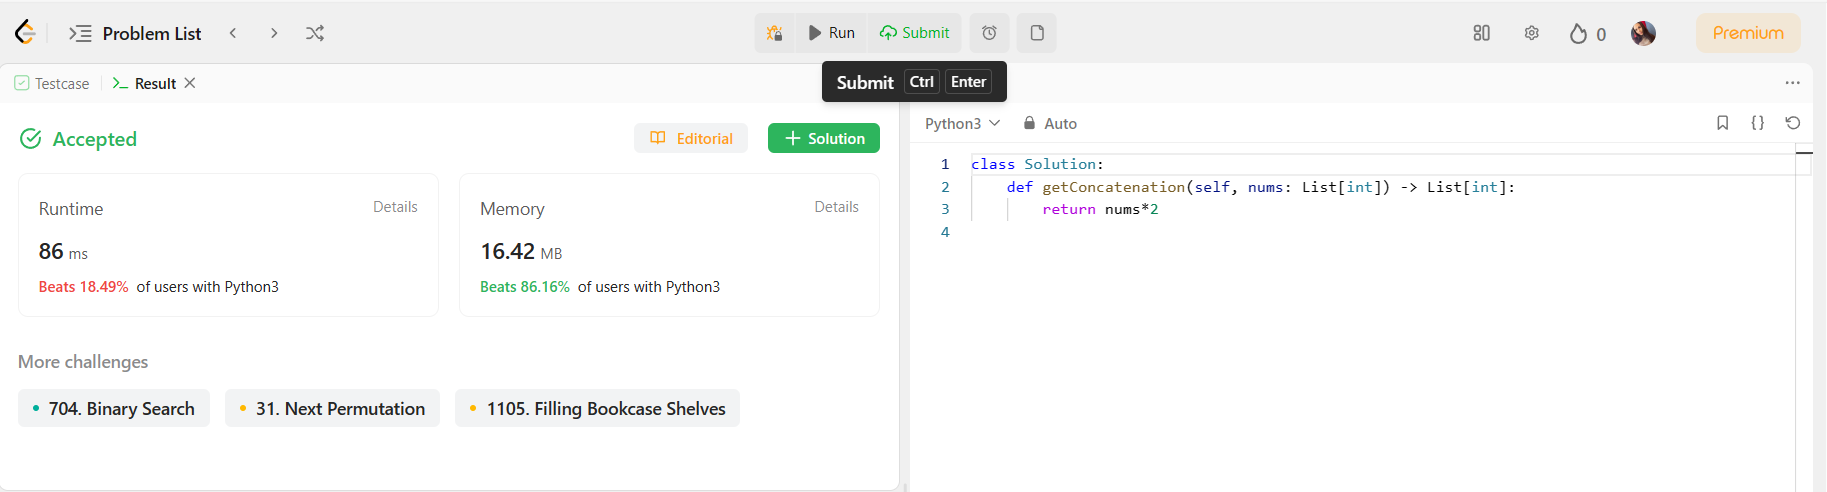 Problem List
Run
Submit
0
Premium
Submit Ctrl Enter
Testcase
Result
Accepted
Editorial
Solution
Runtime
Details
86 ms
Beats 18.49% of users with Python3
Memory
Details
16.42 MB
Beats 86.16% of users with Python3
More challenges
704. Binary Search
31. Next Permutation
1105. Filling Bookcase Shelves
Python3
Auto
{}
1 class Solution:
2 def getConcatenation(self, nums: List[int]) -> List[int]:
3 return nums*2
4